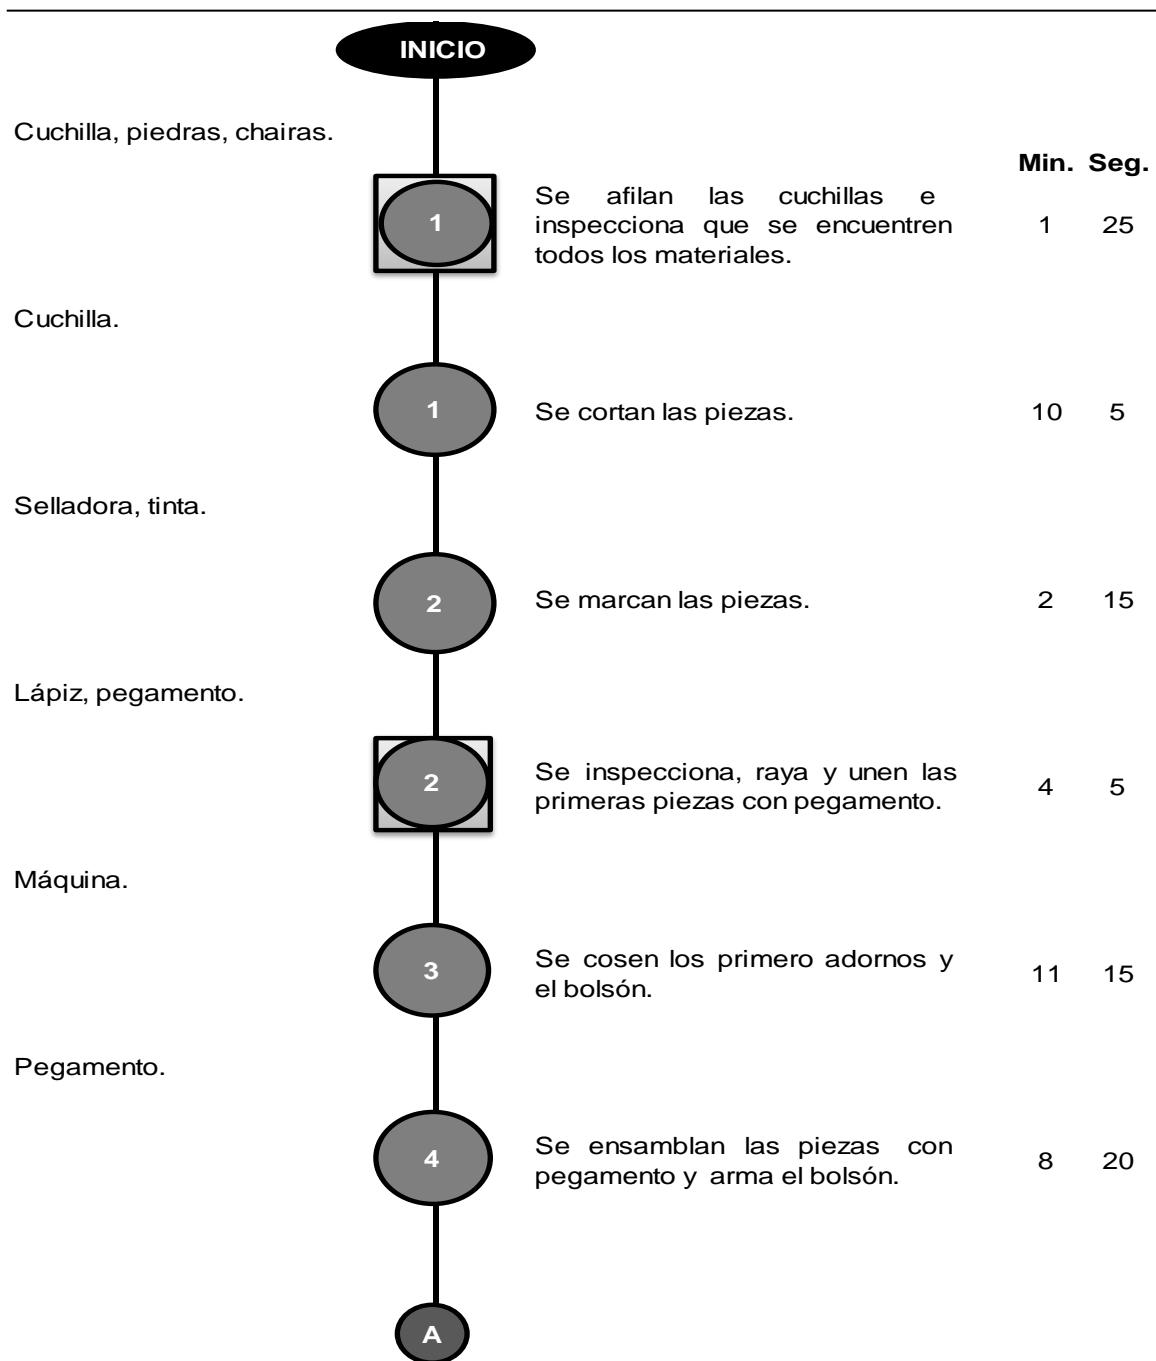 INICIO
Cuchilla, piedras, chairas.
Min. Seg.
1
Se afilan las cuchillas e
inspecciona que se encuentren
todos los materiales.
1 25
Cuchilla.
1
Se cortan las piezas.
10 5
Selladora, tinta.
2
Se marcan las piezas.
2 15
Lápiz, pegamento.
2
Se inspecciona, raya y unen las
primeras piezas con pegamento.
4 5
Máquina.
3
Se cosen los primero adornos y
el bolsón.
11 15
Pegamento.
4
Se ensamblan las piezas con
pegamento y arma el bolsón.
8 20
A